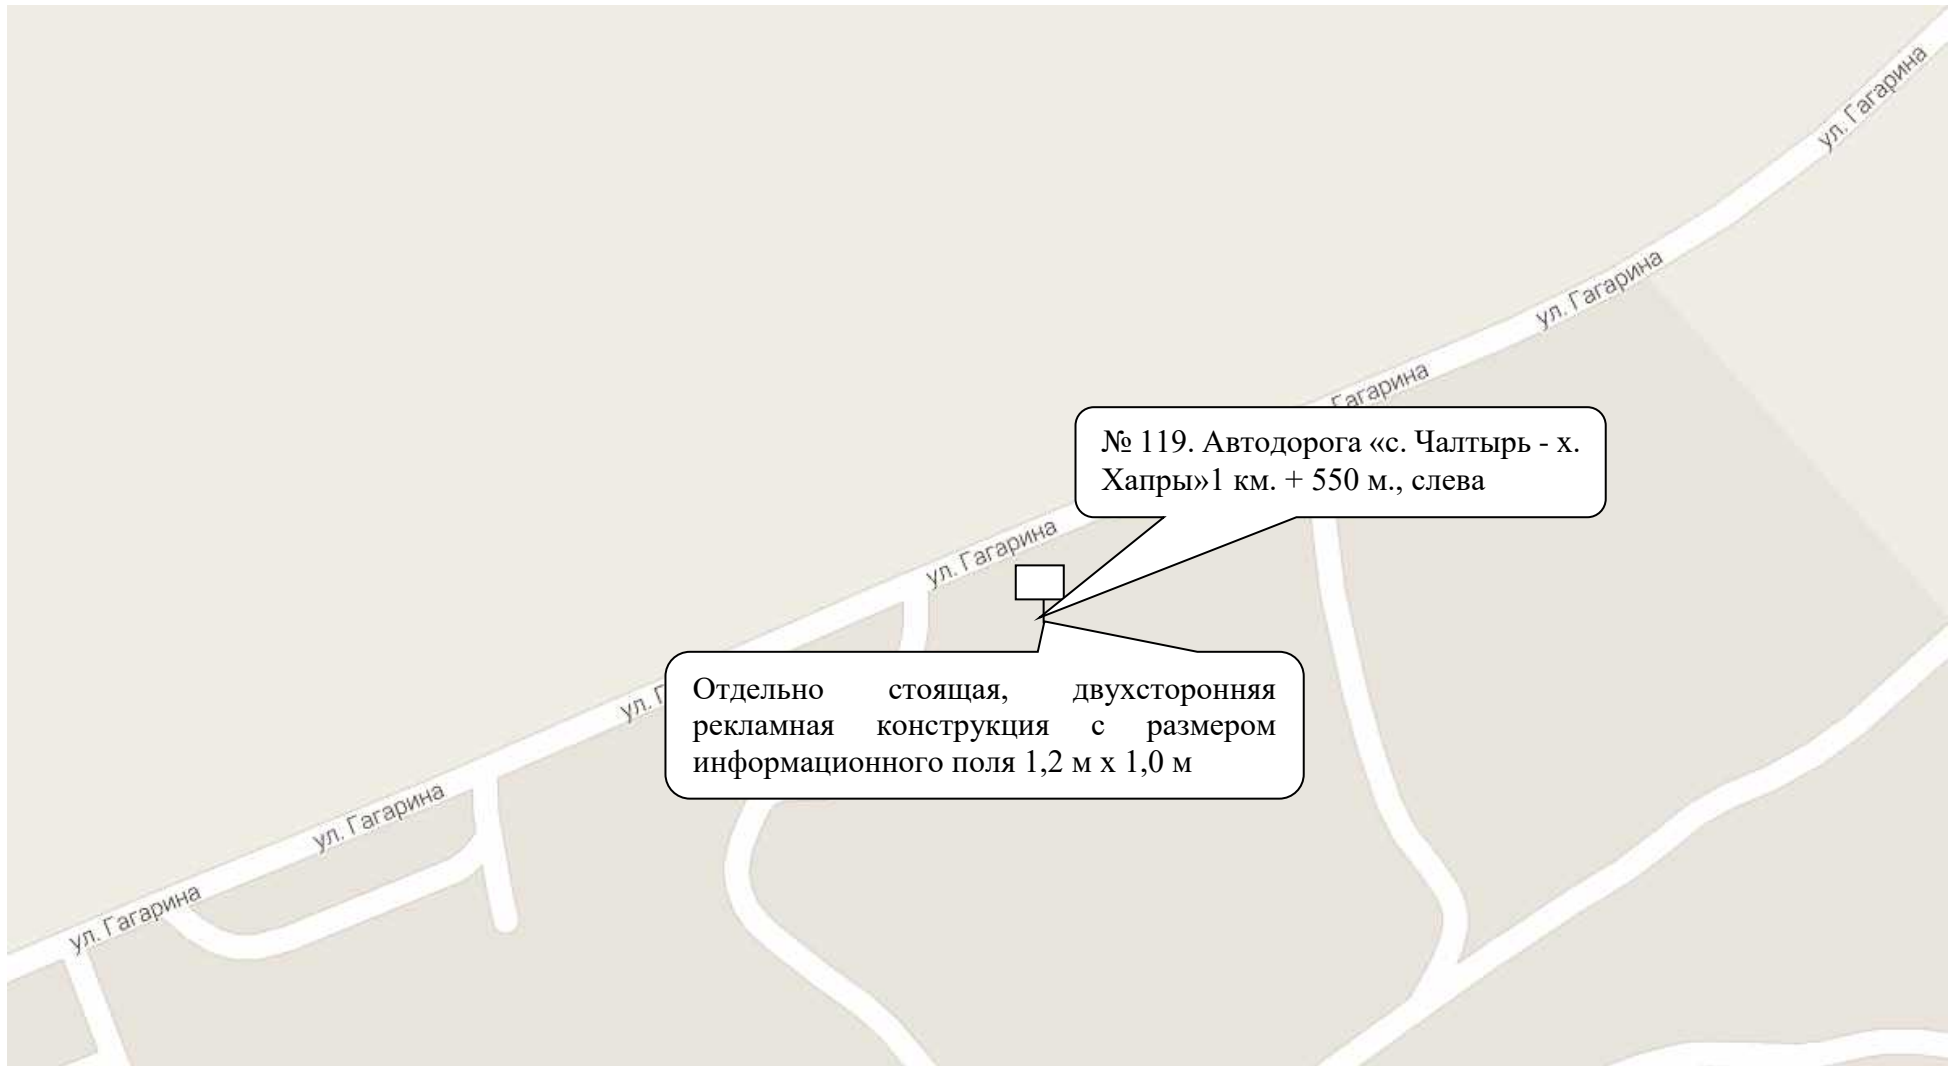 ул. Гагарина
ул. Гагарина
Гагарина
№ 119. Автодорога «с. Чалтырь - х.
Хапры»1 км. + 550 м., слева
ул. Гагарина
ул. Г
Отдельно стоящая, двухсторонняя
рекламная конструкция с размером
информационного поля 1,2 м х 1,0 м
ул. Гагарина
ул. Гагарина